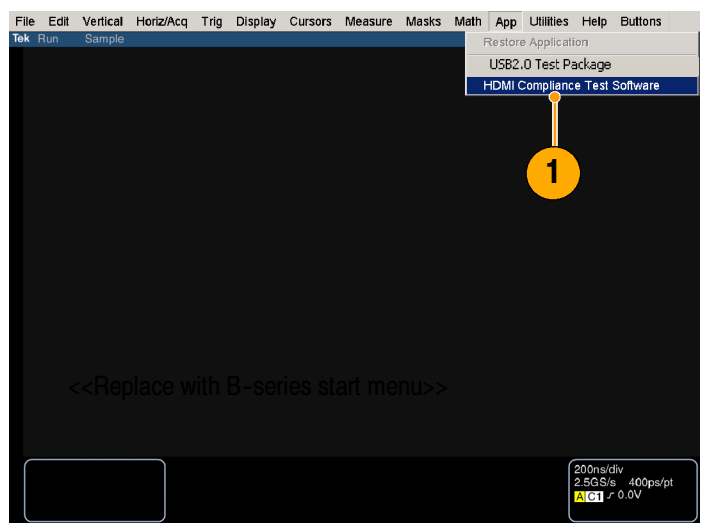 File Edit Vertical Horiz/Acq Trig Display Cursors Measure Masks Math App Utilities Help Buttons
Tek Run Sample
Restore Application
USB2.0 Test Package
HDMI Compliance Test Software
1
<<Replace with B-series start menu>>
200ns/div
2.5GS/s 400ps/pt
A C1 0.0V